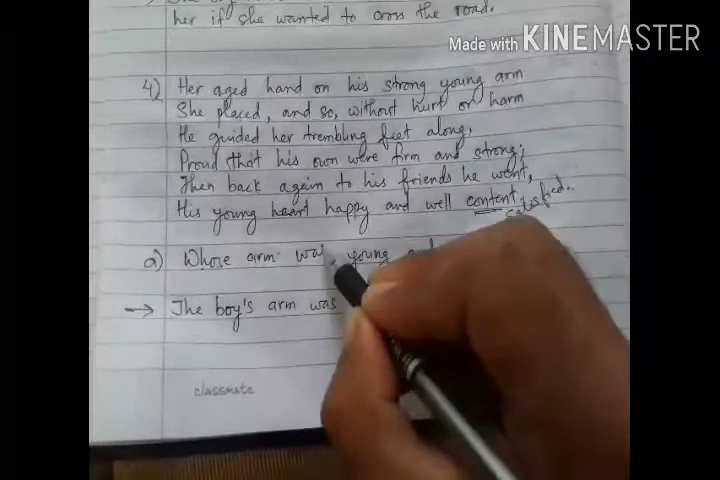 her if she wanted to cross the road.
Made with KINEMASTER
4) Her aged hand on his strong young arm
She placed, and so, without hurt or harm
He guided her trembling feet along,
Proud that his own were firm and strong;
Then back again to his friends he went,
His young heart happy and well content
satisfied..
a) Whose arm was young
→ The boy's arm was
classmate